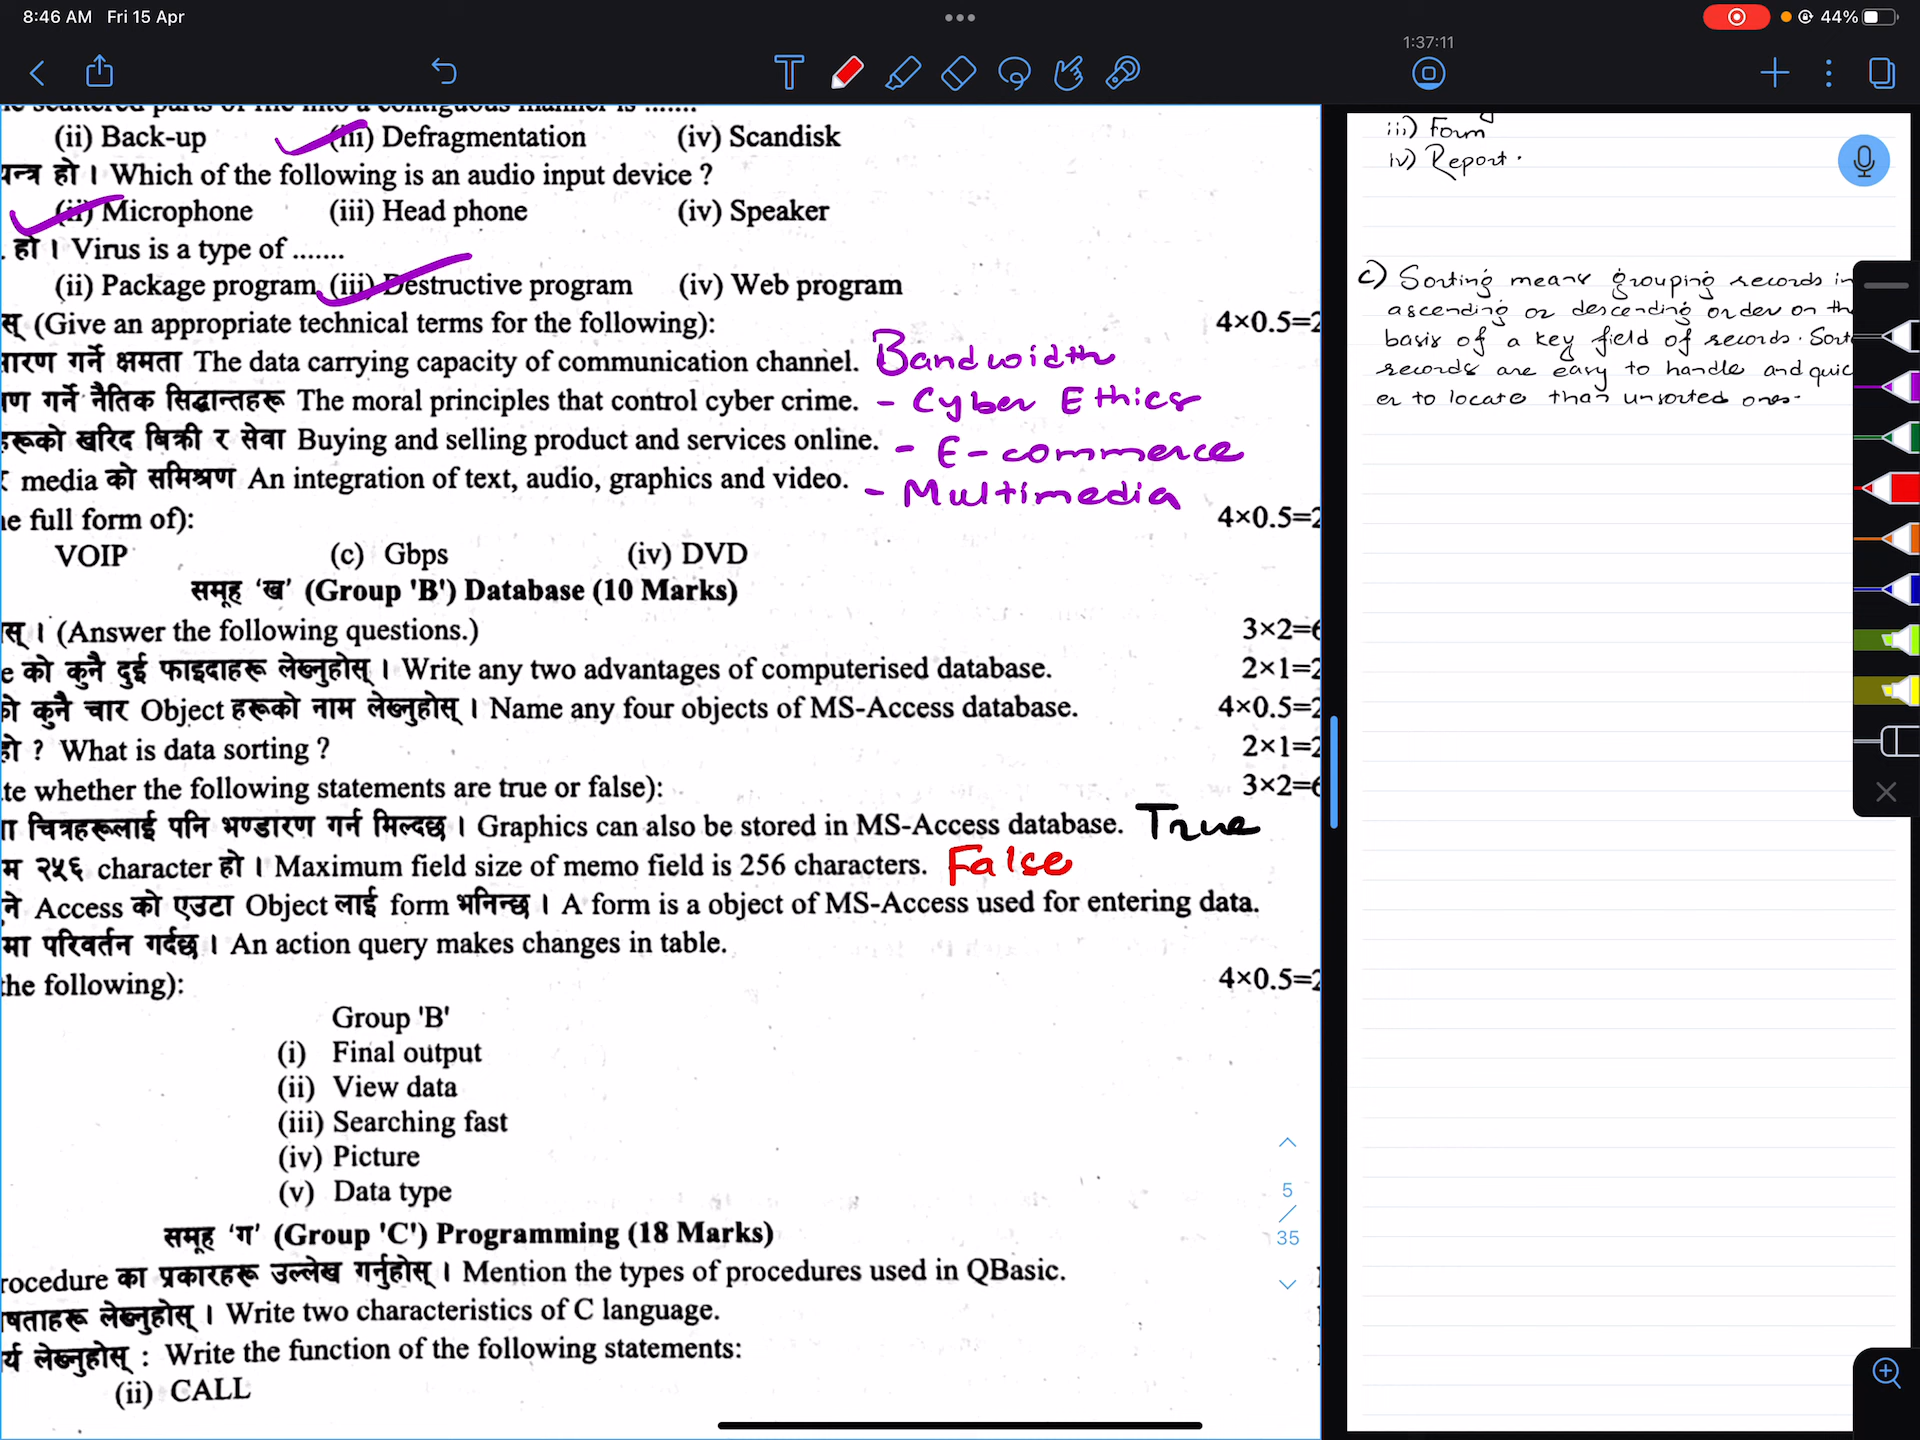 8:46 AM Fri 15 Apr
44%
1:37:11
(ii) Back-up (iii) Defragmentation (iv) Scandisk
यन्त्र हो । Which of the following is an audio input device ?
(ii) Microphone (iii) Head phone (iv) Speaker
. हो । Virus is a type of .......
(ii) Package program (iii) Destructive program (iv) Web program
स् (Give an appropriate technical terms for the following): 4×0.5=2
सारण गर्ने क्षमता The data carrying capacity of communication channel. Bandwidth
ण गर्ने नैतिक सिद्धान्तहरू The moral principles that control cyber crime. - Cyber Ethics
हरूको खरिद बिक्री र सेवा Buying and selling product and services online. - E-commerce
media को संमिश्रण An integration of text, audio, graphics and video. - Multimedia
e full form of): 4×0.5=2
VOIP (c) Gbps (iv) DVD
समूह ‘ख’ (Group 'B') Database (10 Marks)
स् । (Answer the following questions.) 3×2=6
e को कुनै दुई फाइदाहरू लेख्नुहोस् । Write any two advantages of computerised database. 2×1=2
को कुनै चार Object हरूको नाम लेख्नुहोस् । Name any four objects of MS-Access database. 4×0.5=2
हो ? What is data sorting ? 2×1=2
te whether the following statements are true or false): 3×2=6
मा चित्रहरूलाई पनि भण्डारण गर्न मिल्दछ । Graphics can also be stored in MS-Access database. True
म २५६ character हो । Maximum field size of memo field is 256 characters. False
ने Access को एउटा Object लाई form भनिन्छ । A form is a object of MS-Access used for entering data.
मा परिवर्तन गर्दछ । An action query makes changes in table.
the following): 4×0.5=2
Group 'B'
(i) Final output
(ii) View data
(iii) Searching fast
(iv) Picture
(v) Data type
5
/
35
समूह ‘ग’ (Group 'C') Programming (18 Marks)
rocedure का प्रकारहरू उल्लेख गर्नुहोस् । Mention the types of procedures used in QBasic.
षताहरू लेख्नुहोस् । Write two characteristics of C language.
र्य लेख्नुहोस् : Write the function of the following statements:
(ii) CALL
iii) Form
iv) Report.
c) Sorting means grouping records in
ascending or descending order on th
basis of a key field of records. Sort
records are easy to handle and quic
er to locate than unsorted ones.